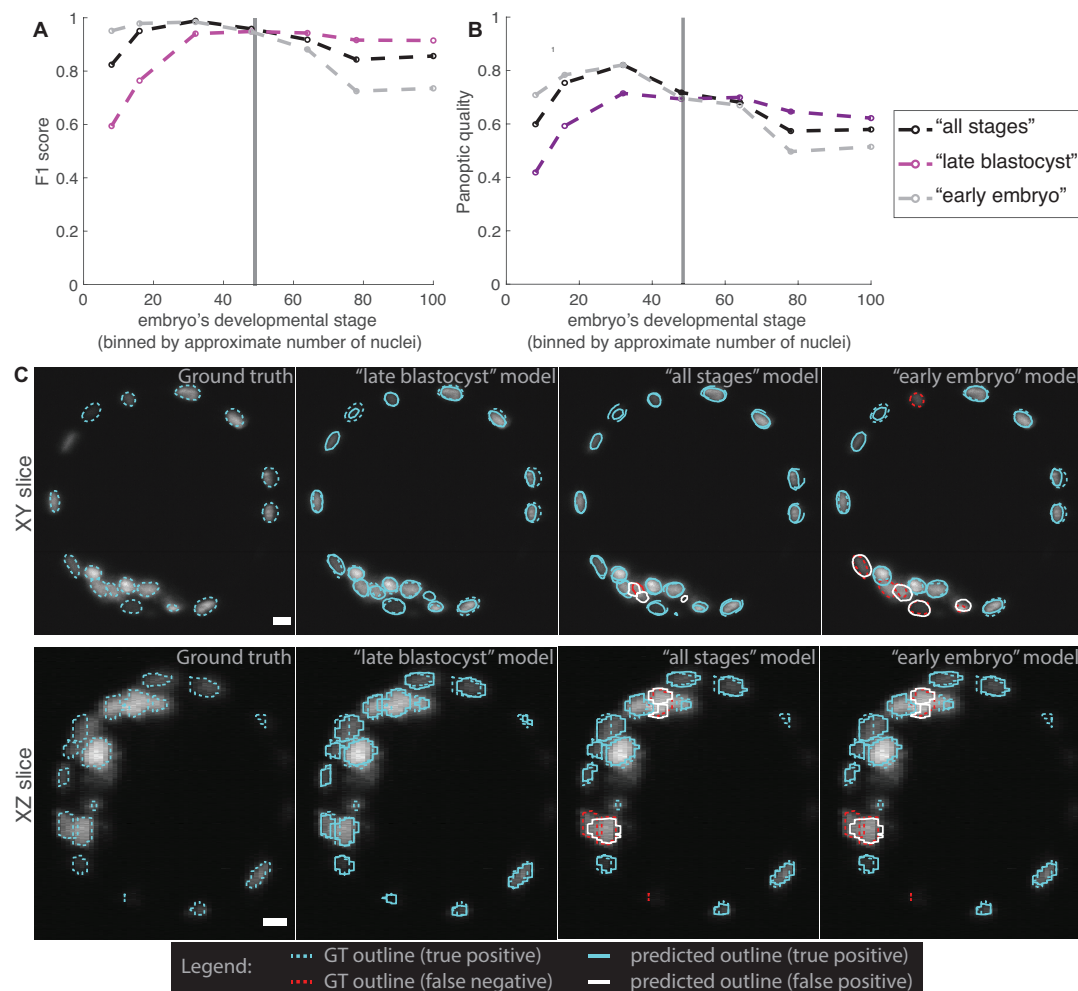 A
1
0.8
0.6
0.4
0.2
0
F1 score
0 20 40 60 80 100
embryo's developmental stage
(binned by approximate number of nuclei)
B
1
0.8
0.6
0.4
0.2
0
Panoptic quality
0 20 40 60 80 100
embryo's developmental stage
(binned by approximate number of nuclei)
"all stages"
"late blastocyst"
"early embryo"
C
XY slice
Ground truth
"late blastocyst" model
"all stages" model
"early embryo" model
XZ slice
Ground truth
"late blastocyst" model
"all stages" model
"early embryo" model
Legend:
GT outline (true positive)
predicted outline (true positive)
GT outline (false negative)
predicted outline (false positive)